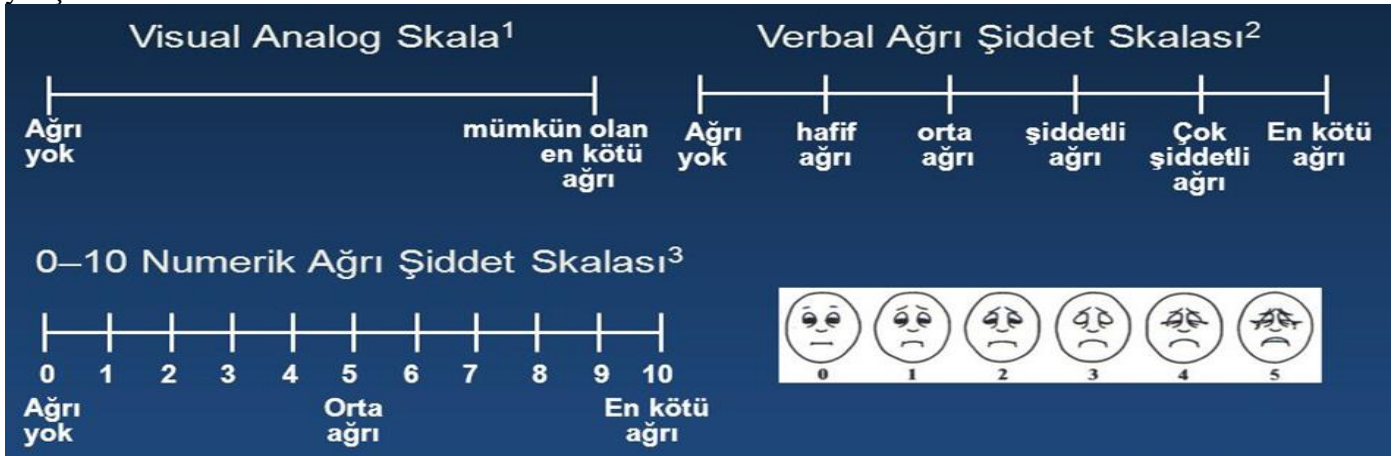 Visual Analog Skala¹
Ağrı
yok
mümkün olan
en kötü
ağrı
Verbal Ağrı Şiddet Skalası²
Ağrı
yok
hafif
ağrı
orta
ağrı
şiddetli
ağrı
Çok
şiddetli
ağrı
En kötü
ağrı
0–10 Numerik Ağrı Şiddet Skalası³
0 1 2 3 4 5 6 7 8 9 10
Ağrı
yok
Orta
ağrı
En kötü
ağrı
0 1 2 3 4 5